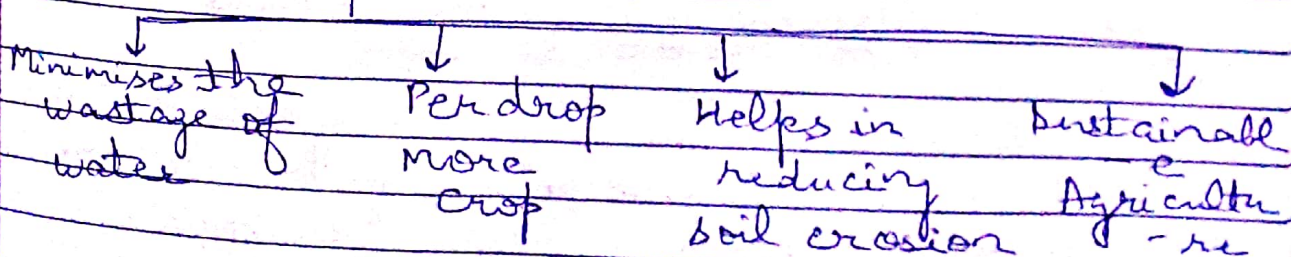 Minimises the
wastage of
water
Per drop
More
Crop
Helps in
reducing
soil erosion
Sustainabl
e
Agricultu
-re